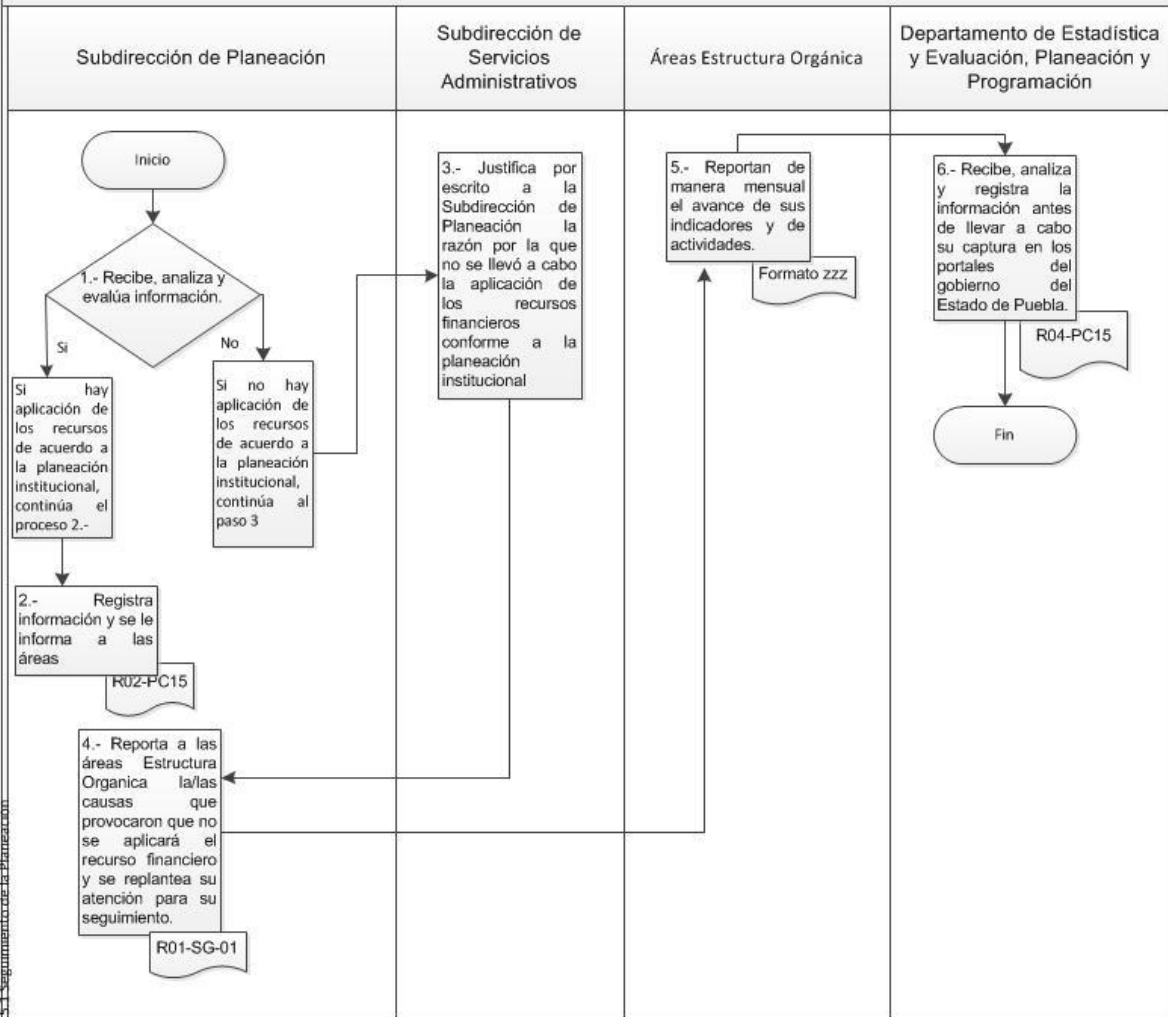 Subdirección de Planeación
Subdirección de
Servicios
Administrativos
Áreas Estructura Orgánica
Departamento de Estadística
y Evaluación, Planeación y
Programación
Inicio
1.- Recibe, analiza y
evalúa información.
Si
No
Si hay
aplicación de
los recursos
de acuerdo a
la planeación
institucional,
continúa el
proceso 2.-
Si no hay
aplicación de
los recursos
de acuerdo a
la planeación
institucional,
continúa al
paso 3
2.- Registra
información y se le
informa a las
áreas
R02-PC15
3.- Justifica por
escrito a la
Subdirección de
Planeación la
razón por la que
no se llevó a cabo
la aplicación de
los recursos
financieros
conforme a la
planeación
institucional
4.- Reporta a las
áreas Estructura
Organica la/las
causas que
provocaron que no
se aplicará el
recurso financiero
y se replantea su
atención para su
seguimiento.
R01-SG-01
5.- Reportan de
manera mensual
el avance de sus
indicadores y de
actividades.
Formato zzz
6.- Recibe, analiza
y registra la
información antes
de llevar a cabo
su captura en los
portales del
gobierno del
Estado de Puebla.
R04-PC15
Fin
5.1 Seguimiento de la Planeación